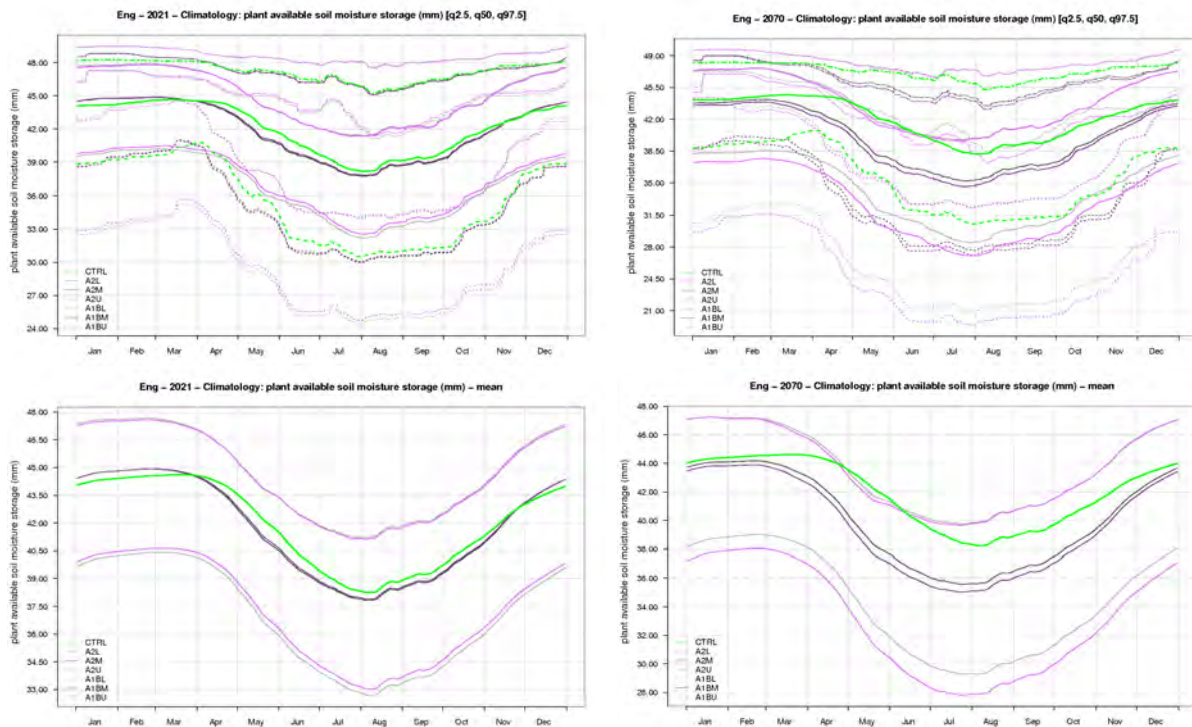 Eng – 2021 – Climatology: plant available soil moisture storage (mm) [q2.5, q50, q97.5]
plant available soil moisture storage (mm)
48.00
45.00
42.00
39.00
36.00
33.00
30.00
27.00
24.00
CTRL
A2L
A2M
A2U
A1BL
A1BM
A1BU
Jan Feb Mar Apr May Jun Jul Aug Sep Oct Nov Dec
Eng – 2070 – Climatology: plant available soil moisture storage (mm) [q2.5, q50, q97.5]
plant available soil moisture storage (mm)
49.00
45.50
42.00
38.50
35.00
31.50
28.00
24.50
21.00
CTRL
A2L
A2M
A2U
A1BL
A1BM
A1BU
Jan Feb Mar Apr May Jun Jul Aug Sep Oct Nov Dec
Eng – 2021 – Climatology: plant available soil moisture storage (mm) – mean
plant available soil moisture storage (mm)
48.00
46.50
45.00
43.50
42.00
40.50
39.00
37.50
36.00
34.50
33.00
CTRL
A2L
A2M
A2U
A1BL
A1BM
A1BU
Jan Feb Mar Apr May Jun Jul Aug Sep Oct Nov Dec
Eng – 2070 – Climatology: plant available soil moisture storage (mm) – mean
plant available soil moisture storage (mm)
48.00
46.00
44.00
42.00
40.00
38.00
36.00
34.00
32.00
30.00
28.00
CTRL
A2L
A2M
A2U
A1BL
A1BM
A1BU
Jan Feb Mar Apr May Jun Jul Aug Sep Oct Nov Dec